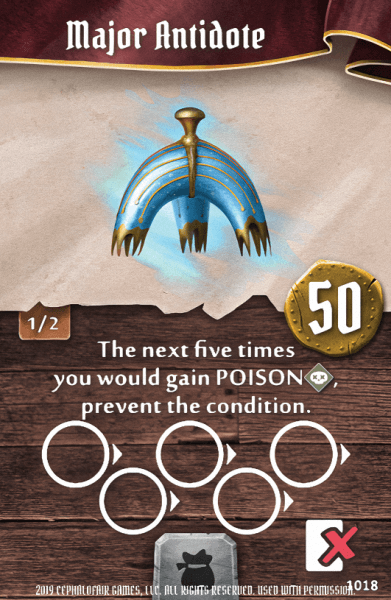 Major Antidote
1/2
50
The next five times
you would gain POISON,
prevent the condition.
1018
2019 CEPHALOFAIR GAMES, LLC. ALL RIGHTS RESERVED. USED WITH PERMISSION.